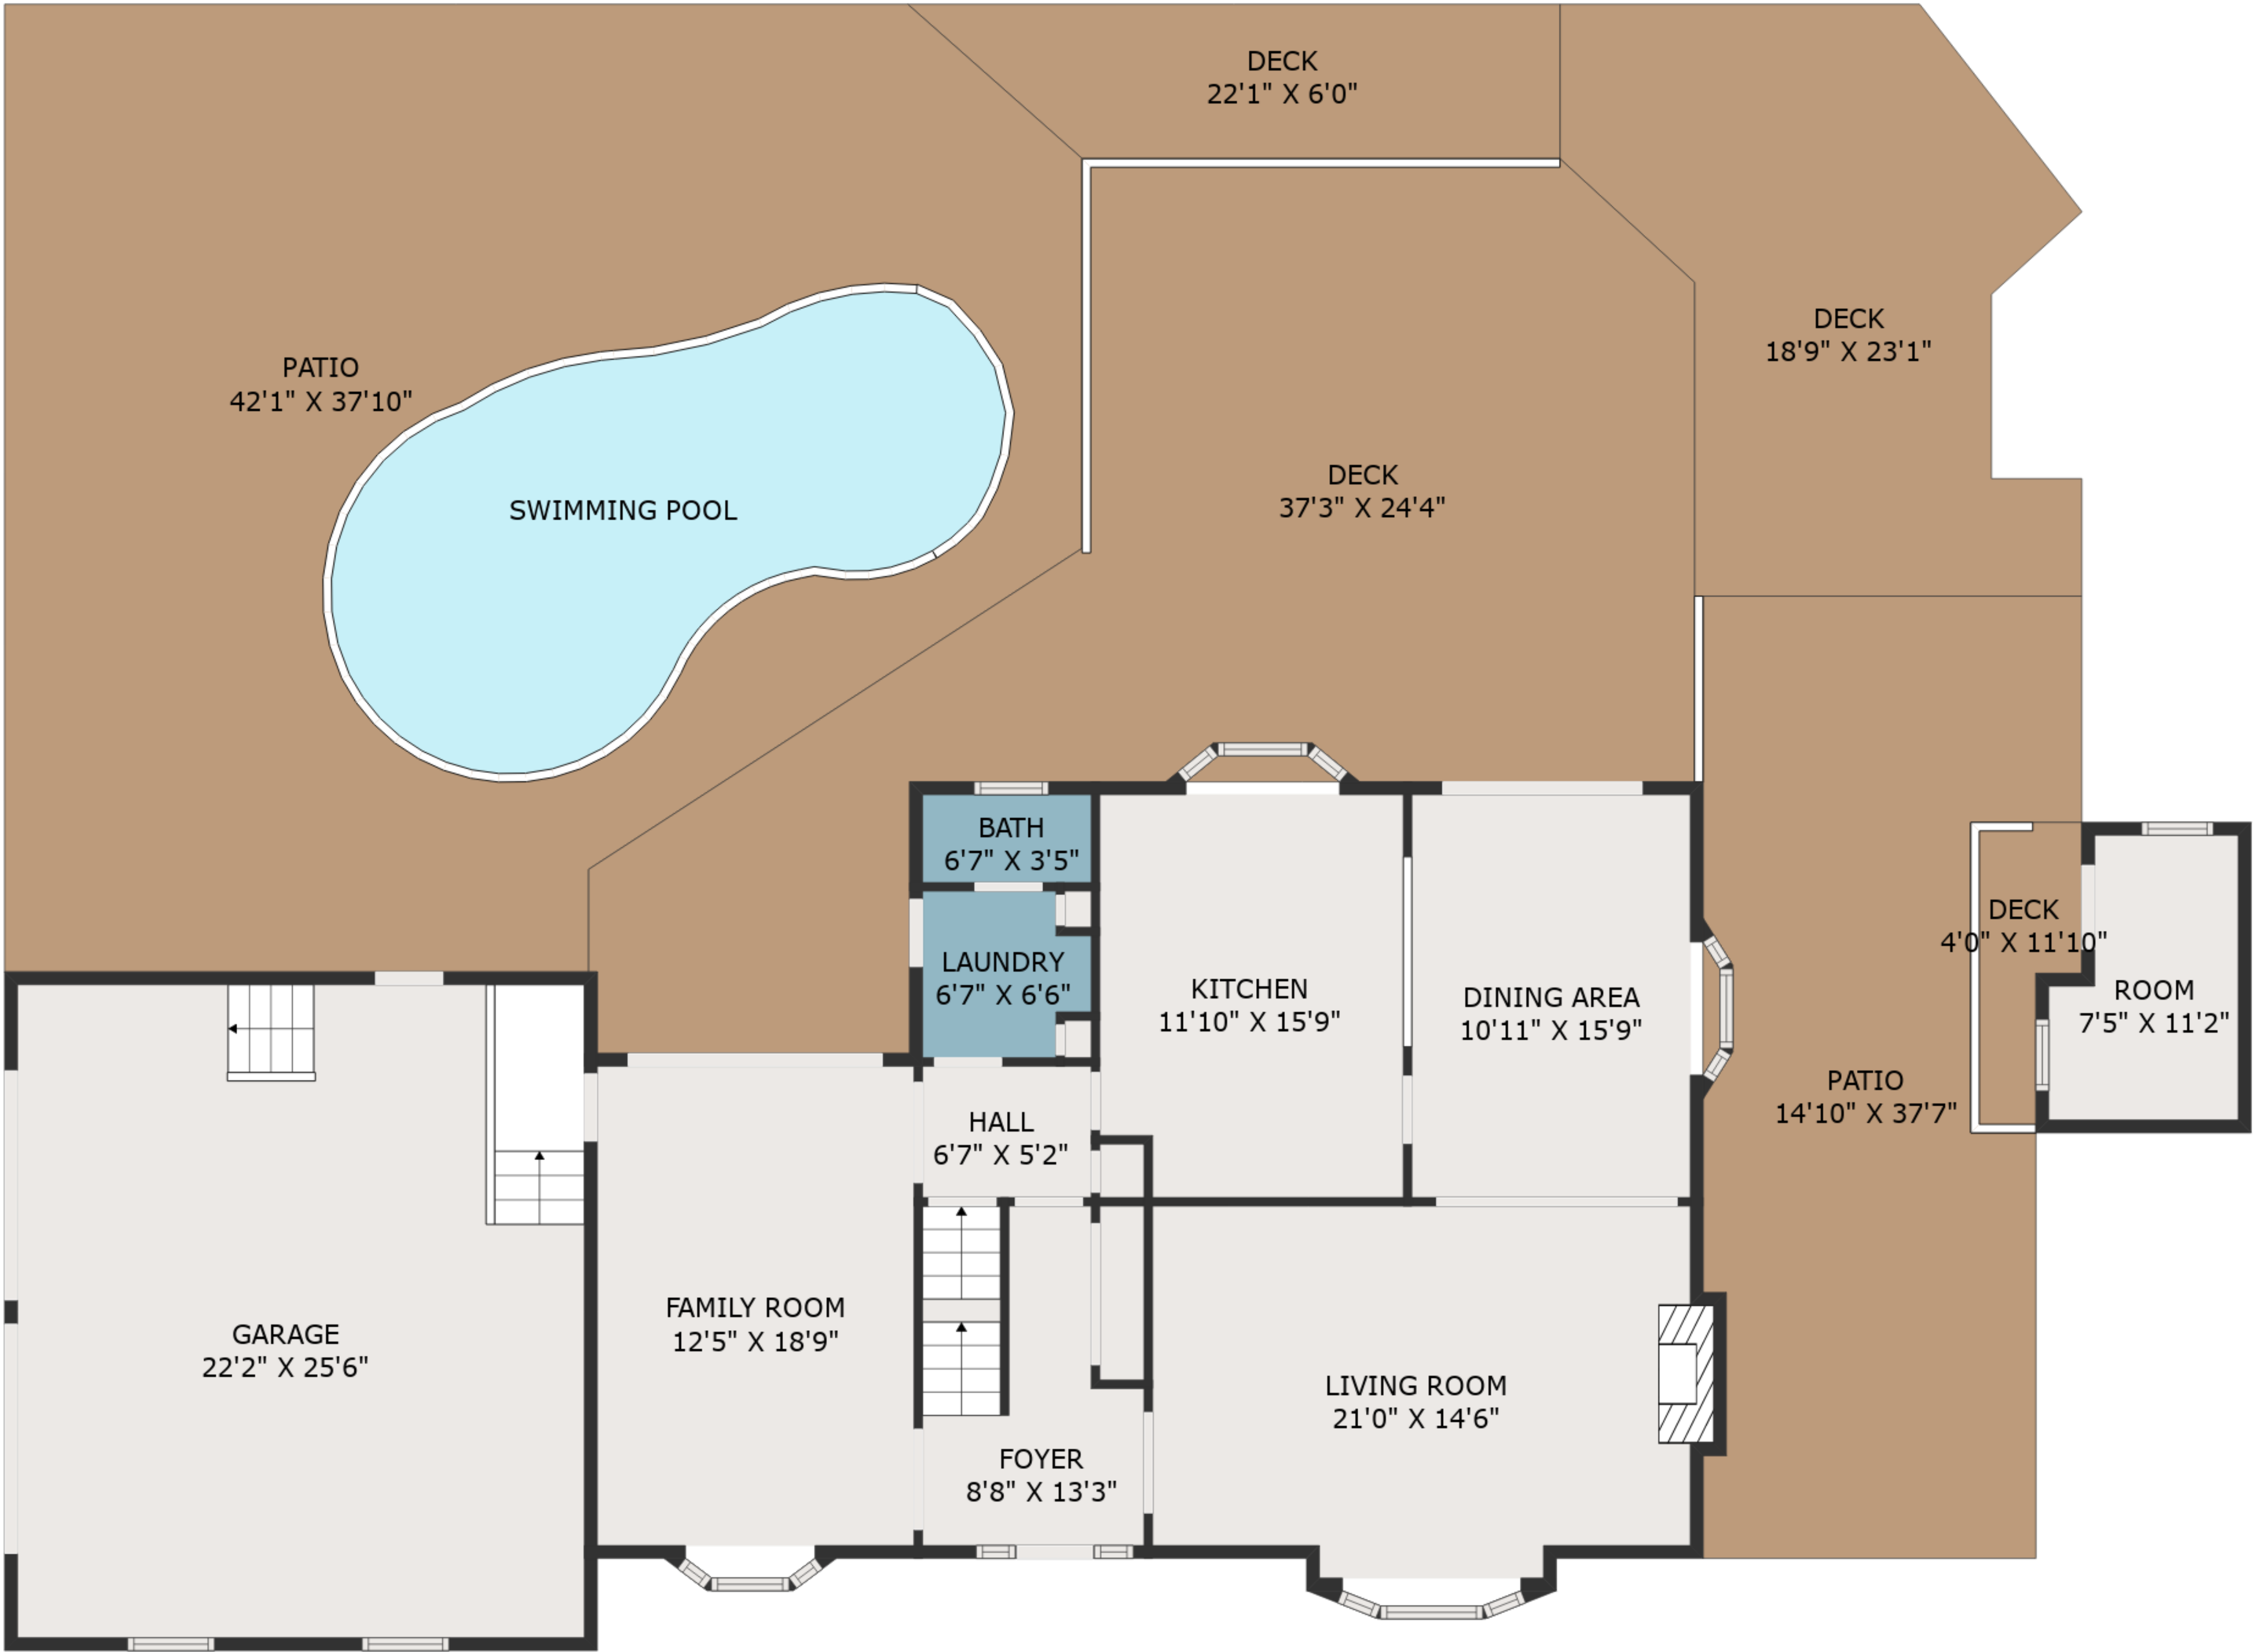 DECK
22'1" X 6'0"
DECK
18'9" X 23'1"
PATIO
42'1" X 37'10"
DECK
37'3" X 24'4"
SWIMMING POOL
BATH
6'7" X 3'5"
DECK
4'0" X 11'10"
LAUNDRY
6'7" X 6'6"
KITCHEN
11'10" X 15'9"
DINING AREA
10'11" X 15'9"
ROOM
7'5" X 11'2"
PATIO
14'10" X 37'7"
HALL
6'7" X 5'2"
FAMILY ROOM
12'5" X 18'9"
GARAGE
22'2" X 25'6"
LIVING ROOM
21'0" X 14'6"
FOYER
8'8" X 13'3"